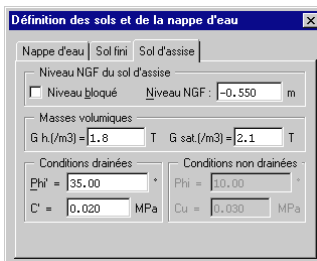 Définition des sols et de la nappe d'eau
Nappe d'eau Sol fini Sol d'assise
Niveau NGF du sol d'assise
Niveau bloqué Niveau NGF : -0.550 m
Masses volumiques
G h.(/m3) = 1.8 T G sat.(/m3) = 2.1 T
Conditions drainées Conditions non drainées
Phi' = 35.00 ° Phi = 10.00 °
C' = 0.020 MPa Cu = 0.030 MPa